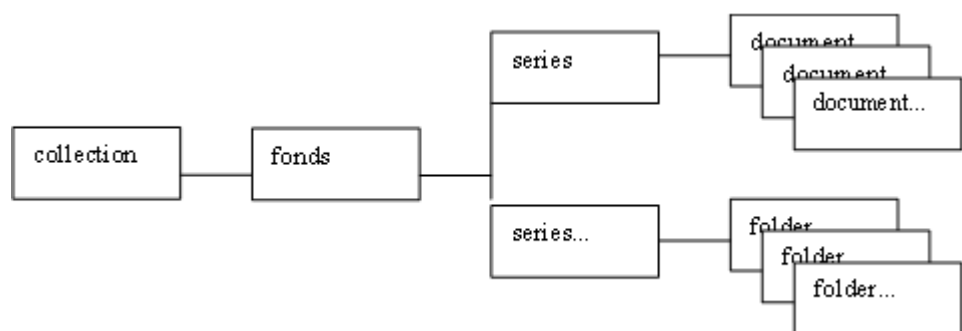 collection
fonds
series
document
document
document...
series...
folder
folder
folder...